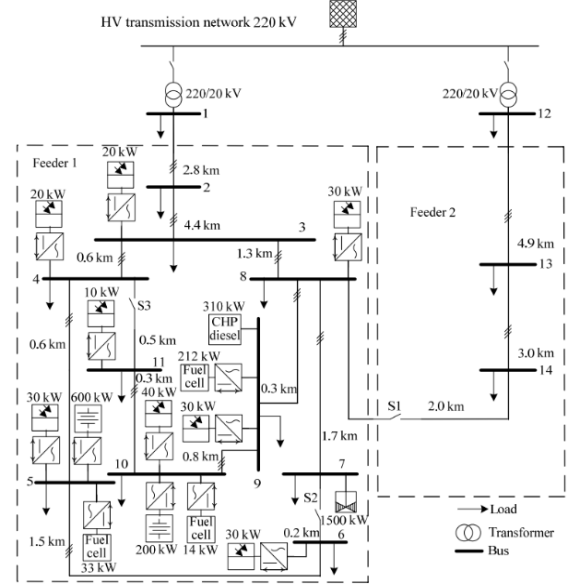 HV transmission network 220 kV
220/20 kV
220/20 kV
1
12
Feeder 1
20 kW
2.8 km
2
20 kW
30 kW
Feeder 2
4.4 km
3
4.9 km
0.6 km
1.3 km
13
4
8
10 kW
S3
310 kW
CHP
diesel
0.6 km
0.5 km
11
212 kW
Fuel
cell
3.0 km
14
0.3 km
0.3 km
30 kW
600 kW
40 kW
30 kW
S1
2.0 km
1.7 km
0.8 km
10
9
7
5
S2
Load
1500 kW
Transformer
Fuel
cell
33 kW
200 kW
Fuel
cell
14 kW
30 kW
0.2 km
6
Bus
1.5 km